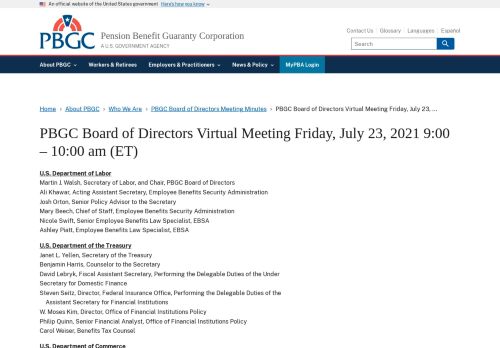 An official website of the United States government Here's how you know
PBGC
Pension Benefit Guaranty Corporation
A U.S. GOVERNMENT AGENCY
Contact Us Glossary Languages Español
Search
About PBGC Workers & Retirees Employers & Practitioners News & Policy MyPBA Login
Home › About PBGC › Who We Are › PBGC Board of Directors Meeting Minutes › PBGC Board of Directors Virtual Meeting Friday, July 23, ...
PBGC Board of Directors Virtual Meeting Friday, July 23, 2021 9:00
– 10:00 am (ET)
U.S. Department of Labor
Martin J. Walsh, Secretary of Labor, and Chair, PBGC Board of Directors
Ali Khawar, Acting Assistant Secretary, Employee Benefits Security Administration
Josh Orton, Senior Policy Advisor to the Secretary
Mary Beech, Chief of Staff, Employee Benefits Security Administration
Nicole Swift, Senior Employee Benefits Law Specialist, EBSA
Ashley Piatt, Employee Benefits Law Specialist, EBSA
U.S. Department of the Treasury
Janet L. Yellen, Secretary of the Treasury
Benjamin Harris, Counselor to the Secretary
David Lebryk, Fiscal Assistant Secretary, Performing the Delegable Duties of the Under
Secretary for Domestic Finance
Steven Seitz, Director, Federal Insurance Office, Performing the Delegable Duties of the
Assistant Secretary for Financial Institutions
W. Moses Kim, Director, Office of Financial Institutions Policy
Philip Quinn, Senior Financial Analyst, Office of Financial Institutions Policy
Carol Weiser, Benefits Tax Counsel
U.S. Department of Commerce